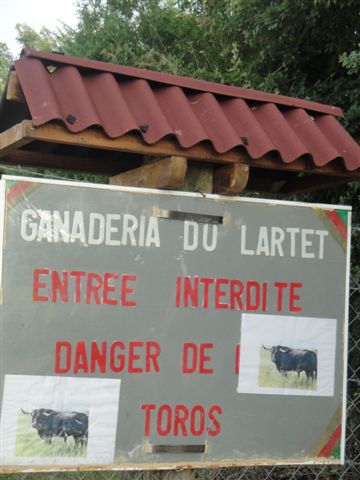 GANADERIA DU LARTET
ENTREE INTERDITE
DANGER DE
TOROS